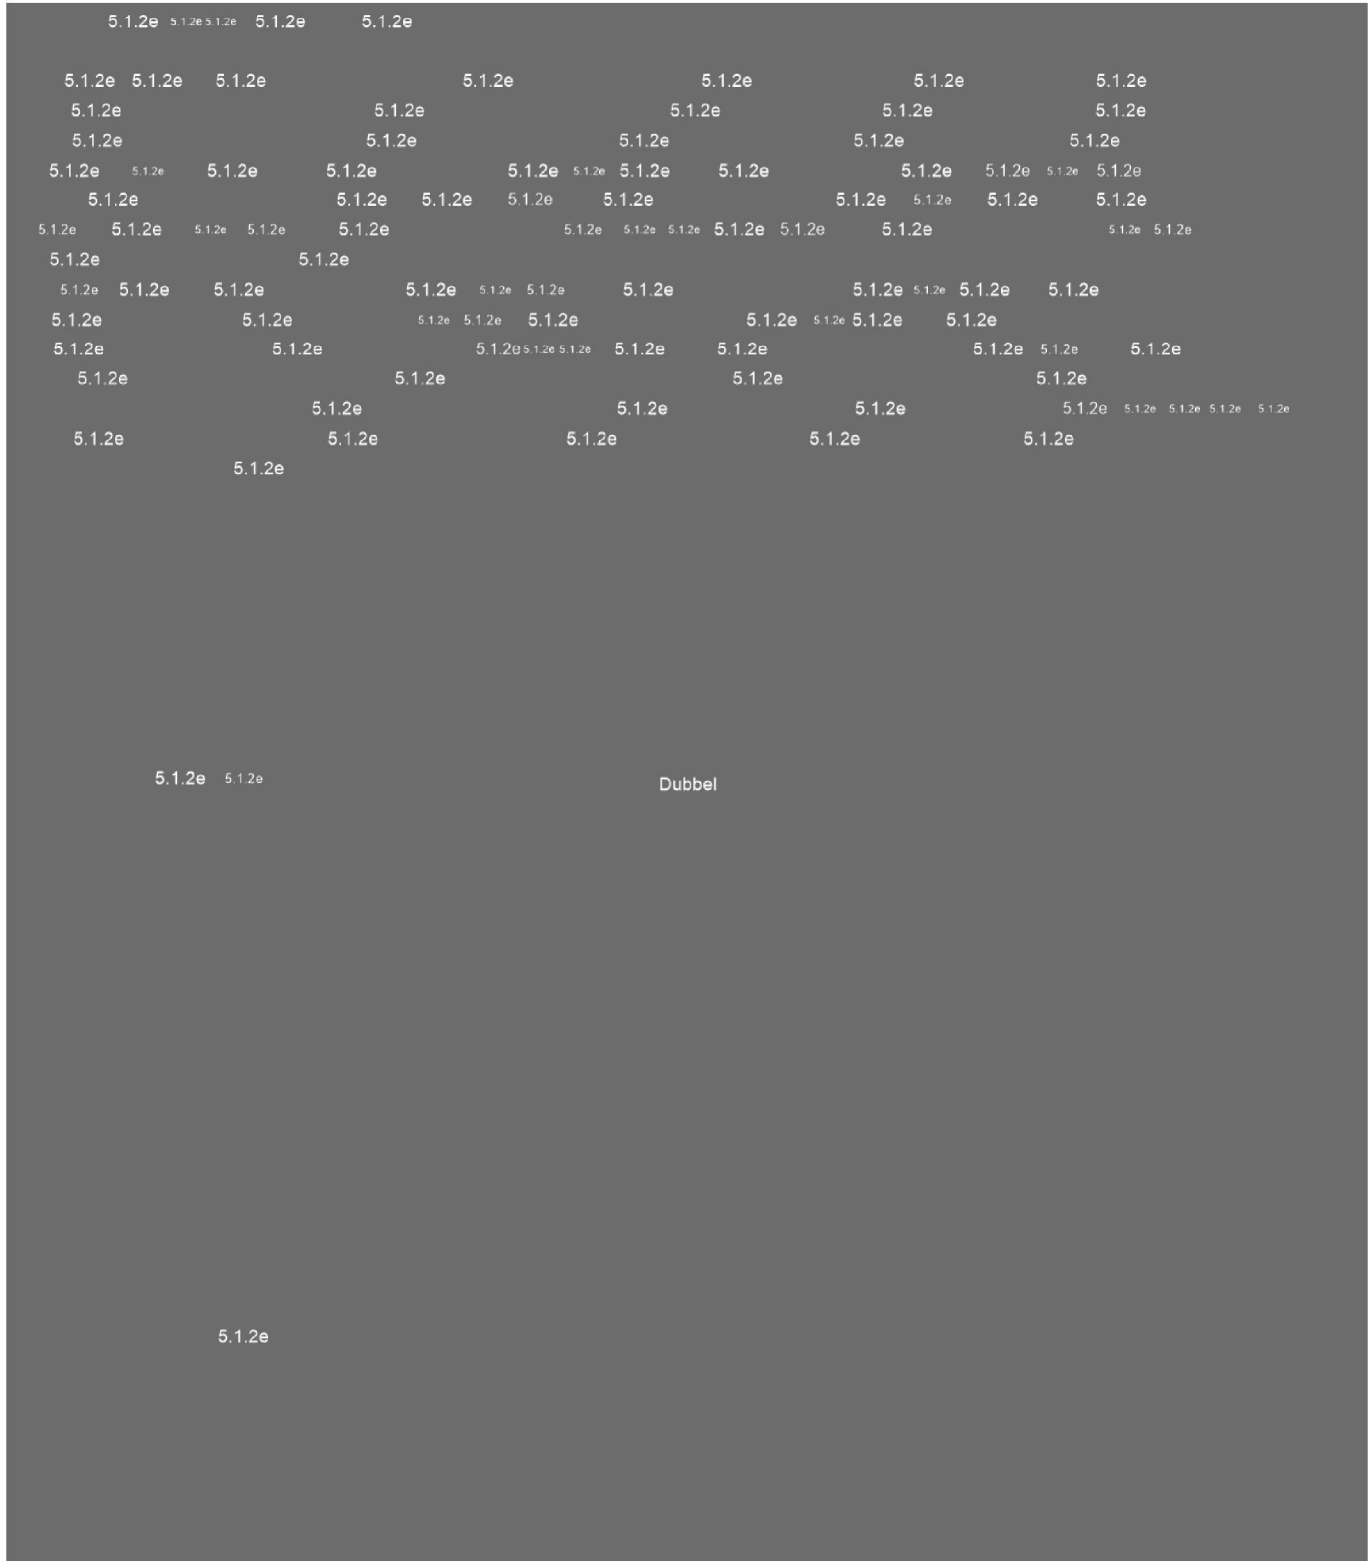 5.1.2e 5.1.2e 5.1.2e 5.1.2e 5.1.2e
5.1.2e 5.1.2e 5.1.2e 5.1.2e 5.1.2e 5.1.2e 5.1.2e
5.1.2e 5.1.2e 5.1.2e 5.1.2e 5.1.2e
5.1.2e 5.1.2e 5.1.2e 5.1.2e 5.1.2e
5.1.2e 5.1.2e 5.1.2e 5.1.2e 5.1.2e 5.1.2e 5.1.2e 5.1.2e 5.1.2e 5.1.2e 5.1.2e 5.1.2e
5.1.2e 5.1.2e 5.1.2e 5.1.2e 5.1.2e 5.1.2e 5.1.2e 5.1.2e 5.1.2e
5.1.2e 5.1.2e 5.1.2e 5.1.2e 5.1.2e 5.1.2e 5.1.2e 5.1.2e 5.1.2e 5.1.2e 5.1.2e 5.1.2e 5.1.2e
5.1.2e 5.1.2e
5.1.2e 5.1.2e 5.1.2e 5.1.2e 5.1.2e 5.1.2e 5.1.2e 5.1.2e 5.1.2e 5.1.2e 5.1.2e
5.1.2e 5.1.2e 5.1.2e 5.1.2e 5.1.2e 5.1.2e 5.1.2e 5.1.2e 5.1.2e
5.1.2e 5.1.2e 5.1.2e 5.1.2e 5.1.2e 5.1.2e 5.1.2e 5.1.2e 5.1.2e 5.1.2e
5.1.2e 5.1.2e 5.1.2e 5.1.2e
5.1.2e 5.1.2e 5.1.2e 5.1.2e 5.1.2e 5.1.2e 5.1.2e 5.1.2e
5.1.2e 5.1.2e 5.1.2e 5.1.2e 5.1.2e
5.1.2e
5.1.2e 5.1.2e Dubbel
5.1.2e